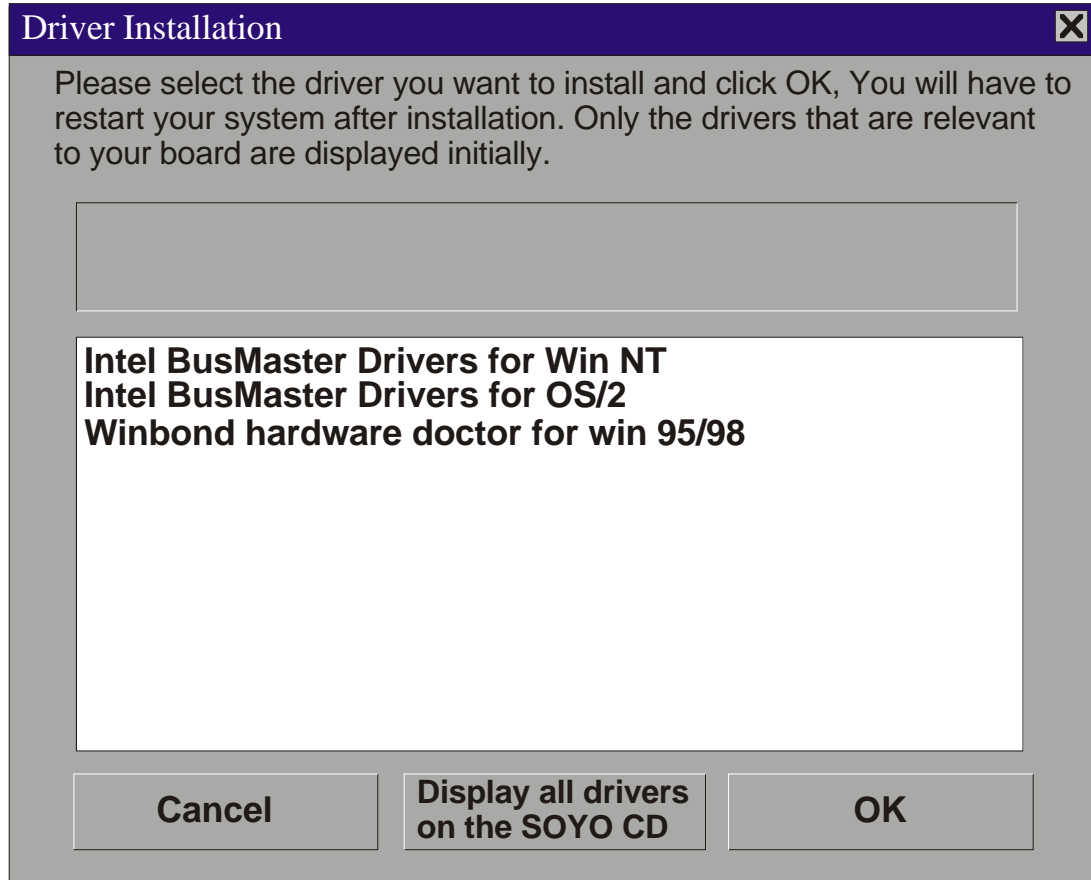 Driver Installation
Please select the driver you want to install and click OK, You will have to
restart your system after installation. Only the drivers that are relevant
to your board are displayed initially.
Intel BusMaster Drivers for Win NT
Intel BusMaster Drivers for OS/2
Winbond hardware doctor for win 95/98
Cancel
Display all drivers
on the SOYO CD
OK